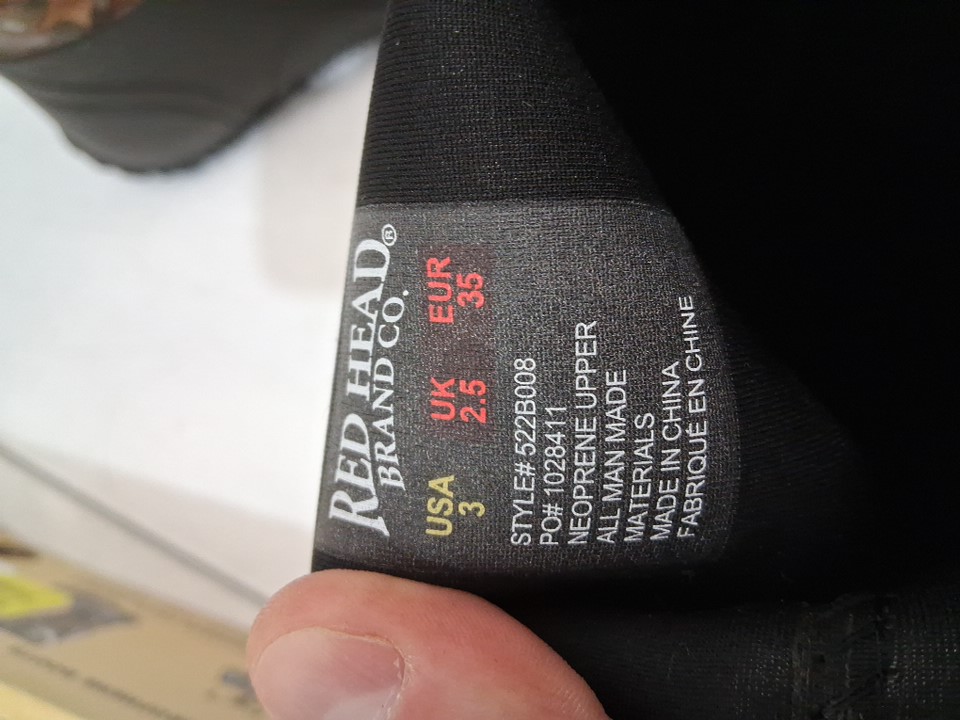 RED HEAD®
BRAND CO.
USA UK EUR
3 2.5 35
STYLE# 522B008
PO# 1028411
NEOPRENE UPPER
ALL MAN MADE
MATERIALS
MADE IN CHINA
FABRIQUÉ EN CHINE